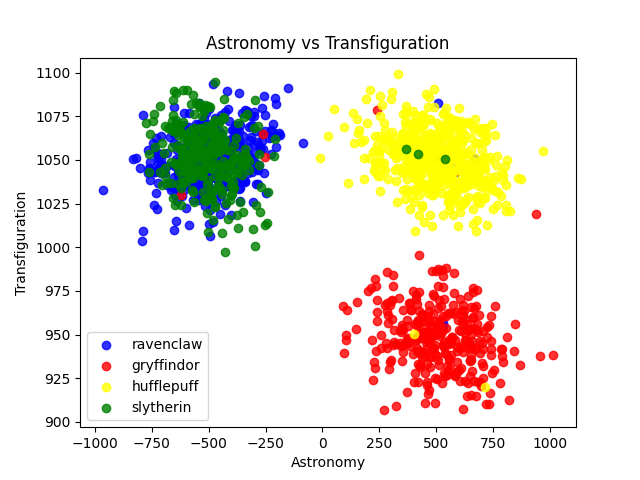 Astronomy vs Transfiguration
Transfiguration
1100
1075
1050
1025
1000
975
950
925
900
ravenclaw
gryffindor
hufflepuff
slytherin
−1000 −750 −500 −250 0 250 500 750 1000
Astronomy